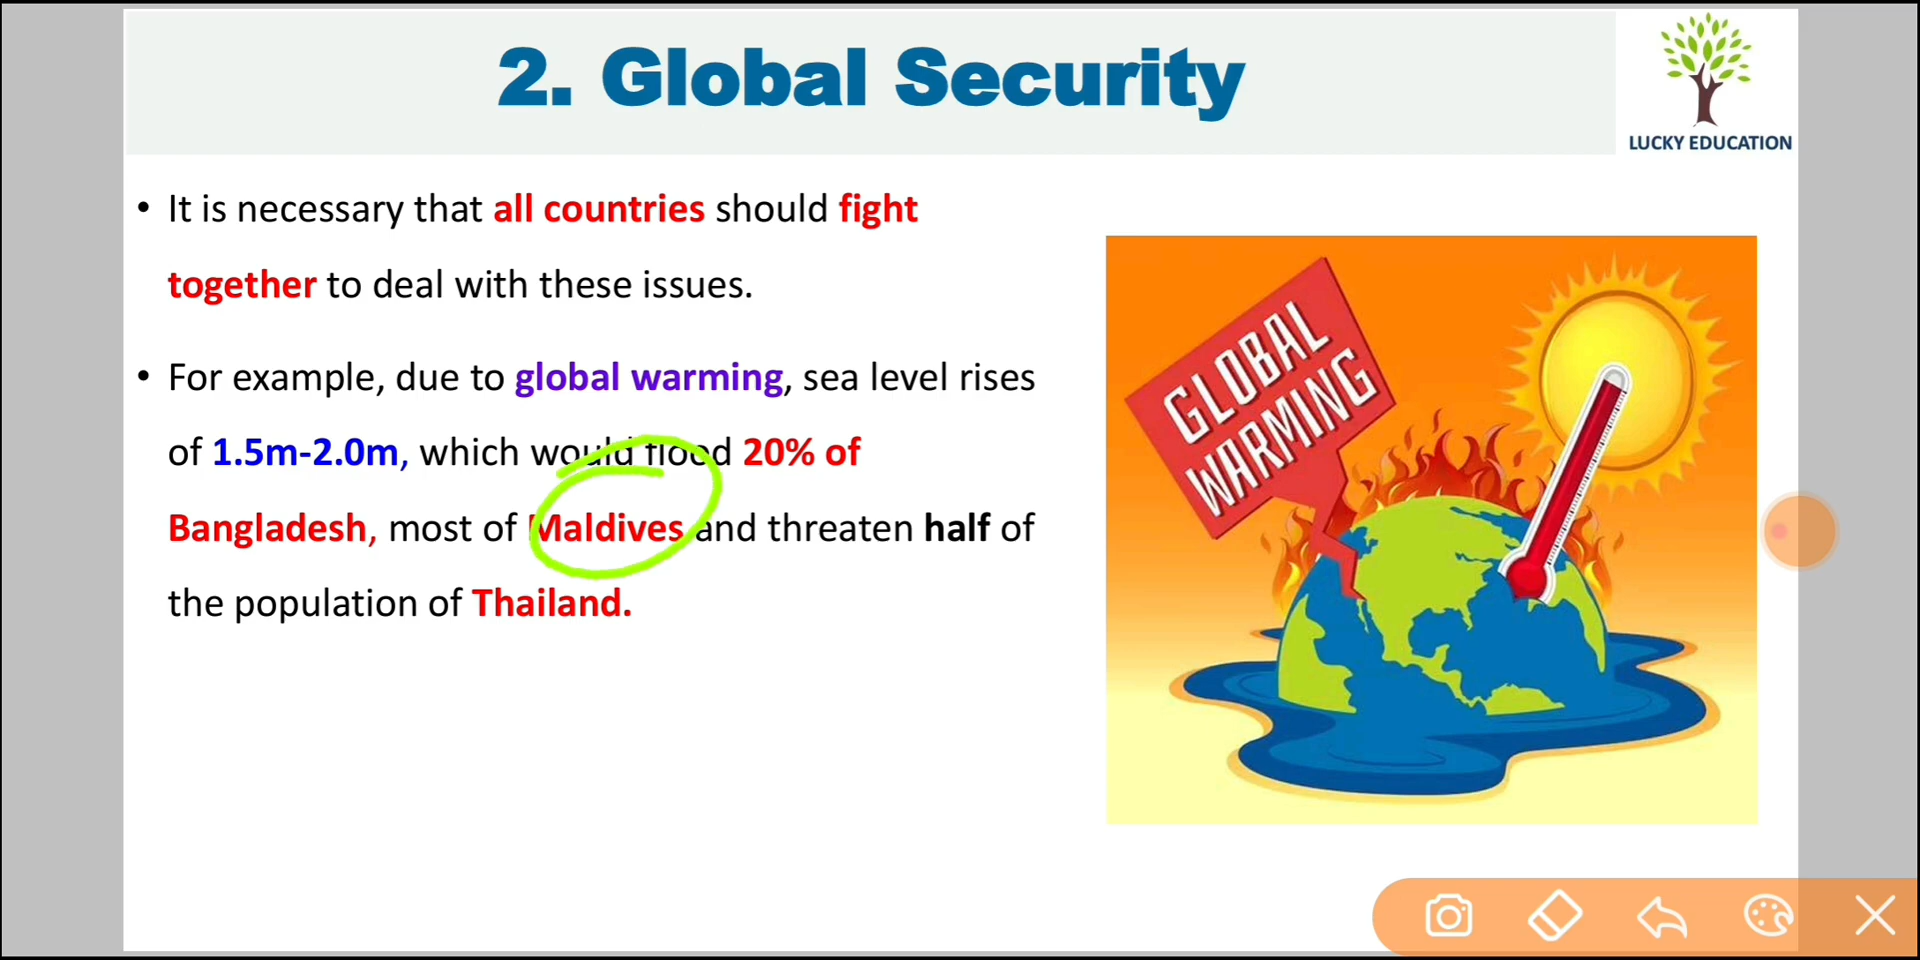 2. Global Security
LUCKY EDUCATION
• It is necessary that all countries should fight
together to deal with these issues.
• For example, due to global warming, sea level rises
of 1.5m-2.0m, which would flood 20% of
Bangladesh, most of Maldives and threaten half of
the population of Thailand.
GLOBAL
WARMING